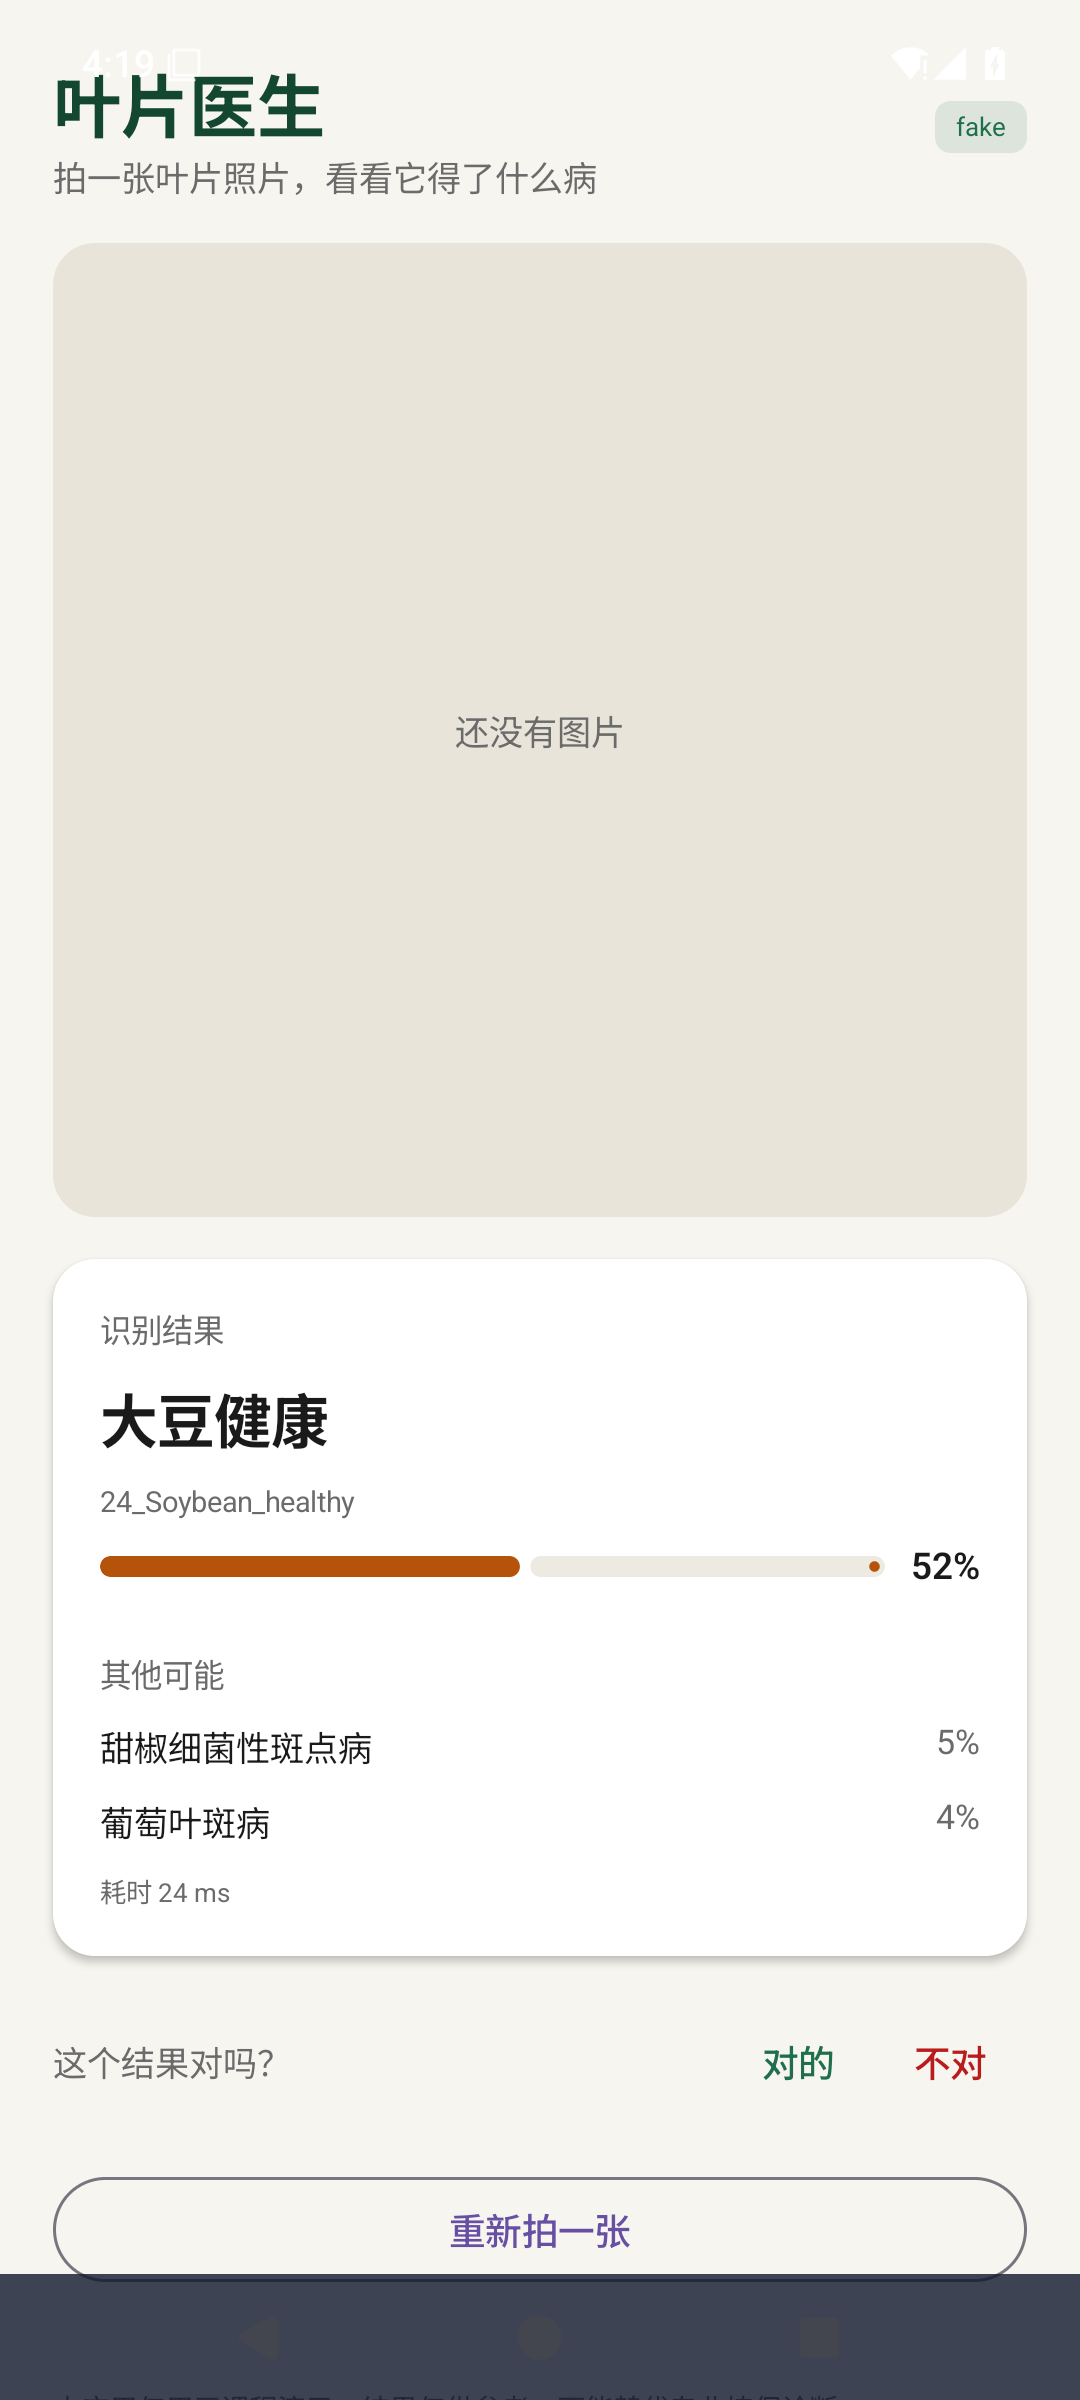 4:19
叶片医生
fake
拍一张叶片照片，看看它得了什么病
还没有图片
识别结果
大豆健康
24_Soybean_healthy
52%
其他可能
甜椒细菌性斑点病 5%
葡萄叶斑病 4%
耗时 24 ms
这个结果对吗？ 对的 不对
重新拍一张